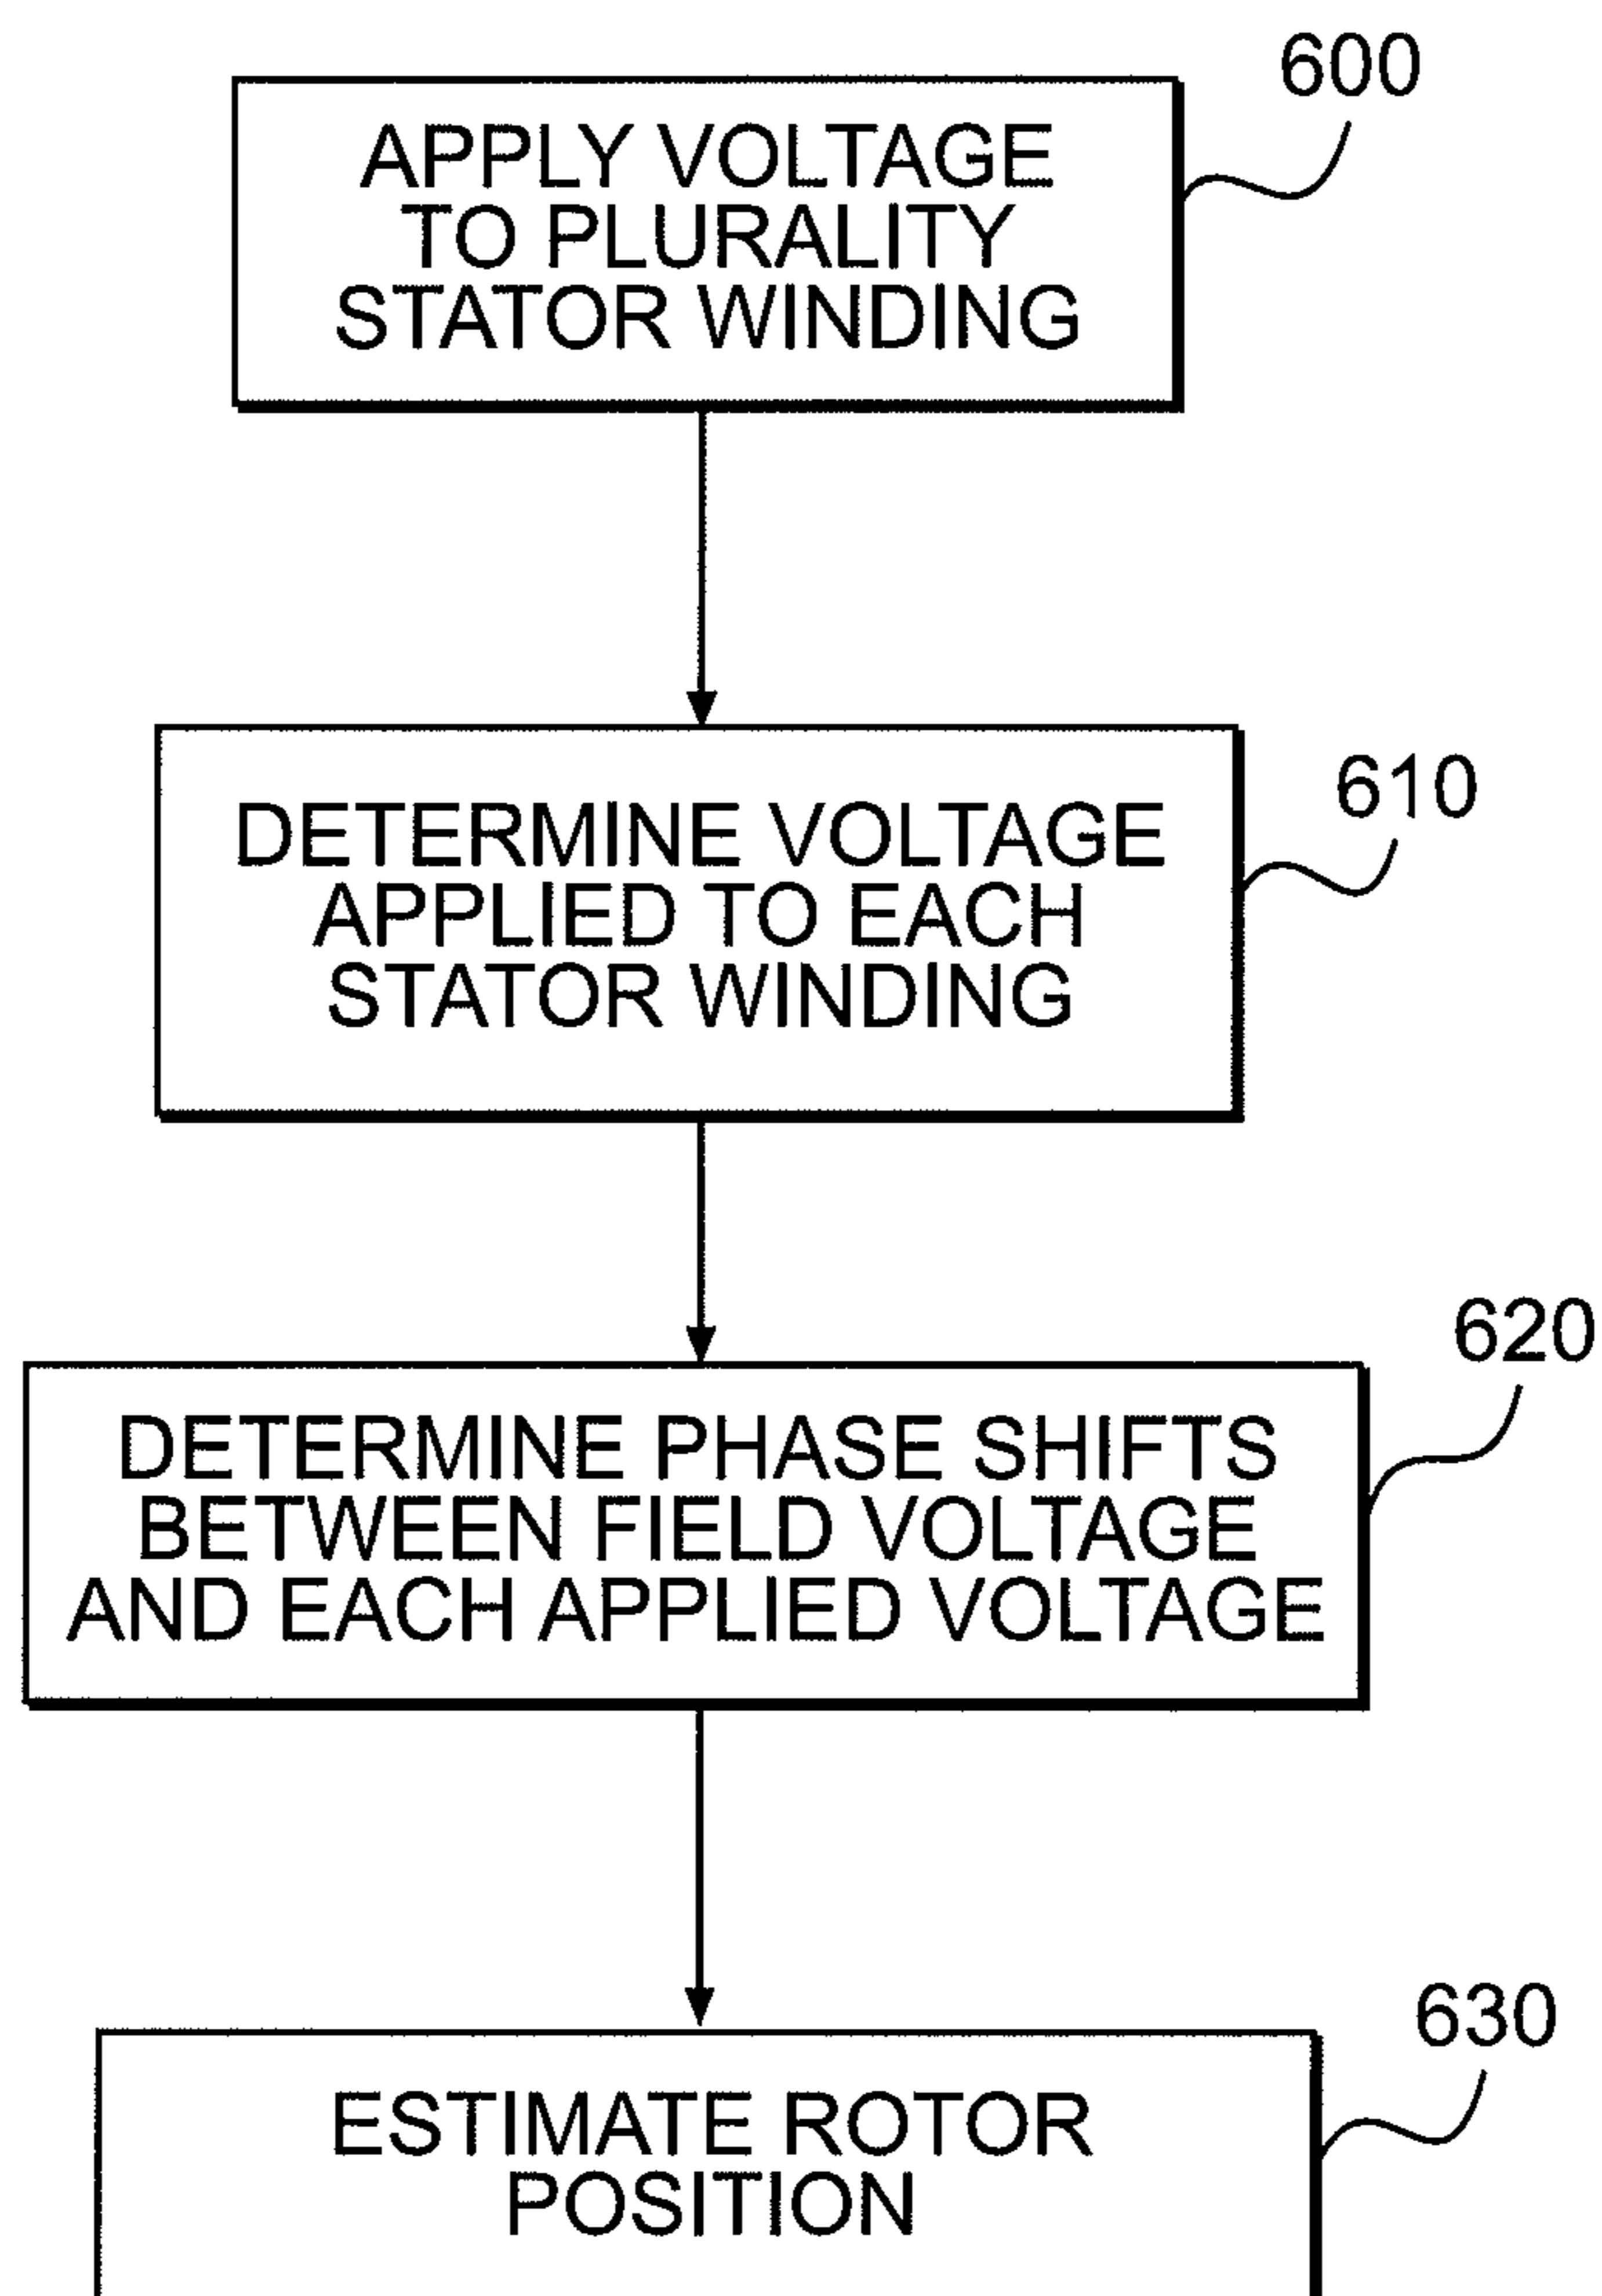 600
APPLY VOLTAGE
TO PLURALITY
STATOR WINDING
610
DETERMINE VOLTAGE
APPLIED TO EACH
STATOR WINDING
620
DETERMINE PHASE SHIFTS
BETWEEN FIELD VOLTAGE
AND EACH APPLIED VOLTAGE
630
ESTIMATE ROTOR
POSITION